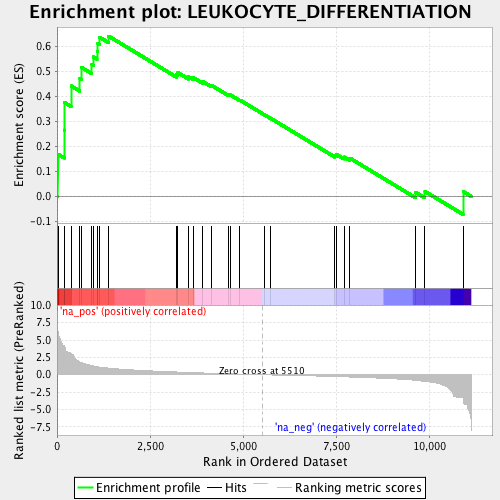 Enrichment plot: LEUKOCYTE_DIFFERENTIATION
Enrichment score (ES)
0.6
0.5
0.4
0.3
0.2
0.1
0.0
-0.1
Ranked list metric (PreRanked)
10.0
7.5
5.0
2.5
0.0
-2.5
-5.0
-7.5
'na_pos' (positively correlated)
Zero cross at 5510
'na_neg' (negatively correlated)
0
2,500
5,000
7,500
10,000
Rank in Ordered Dataset
Enrichment profile
Hits
Ranking metric scores